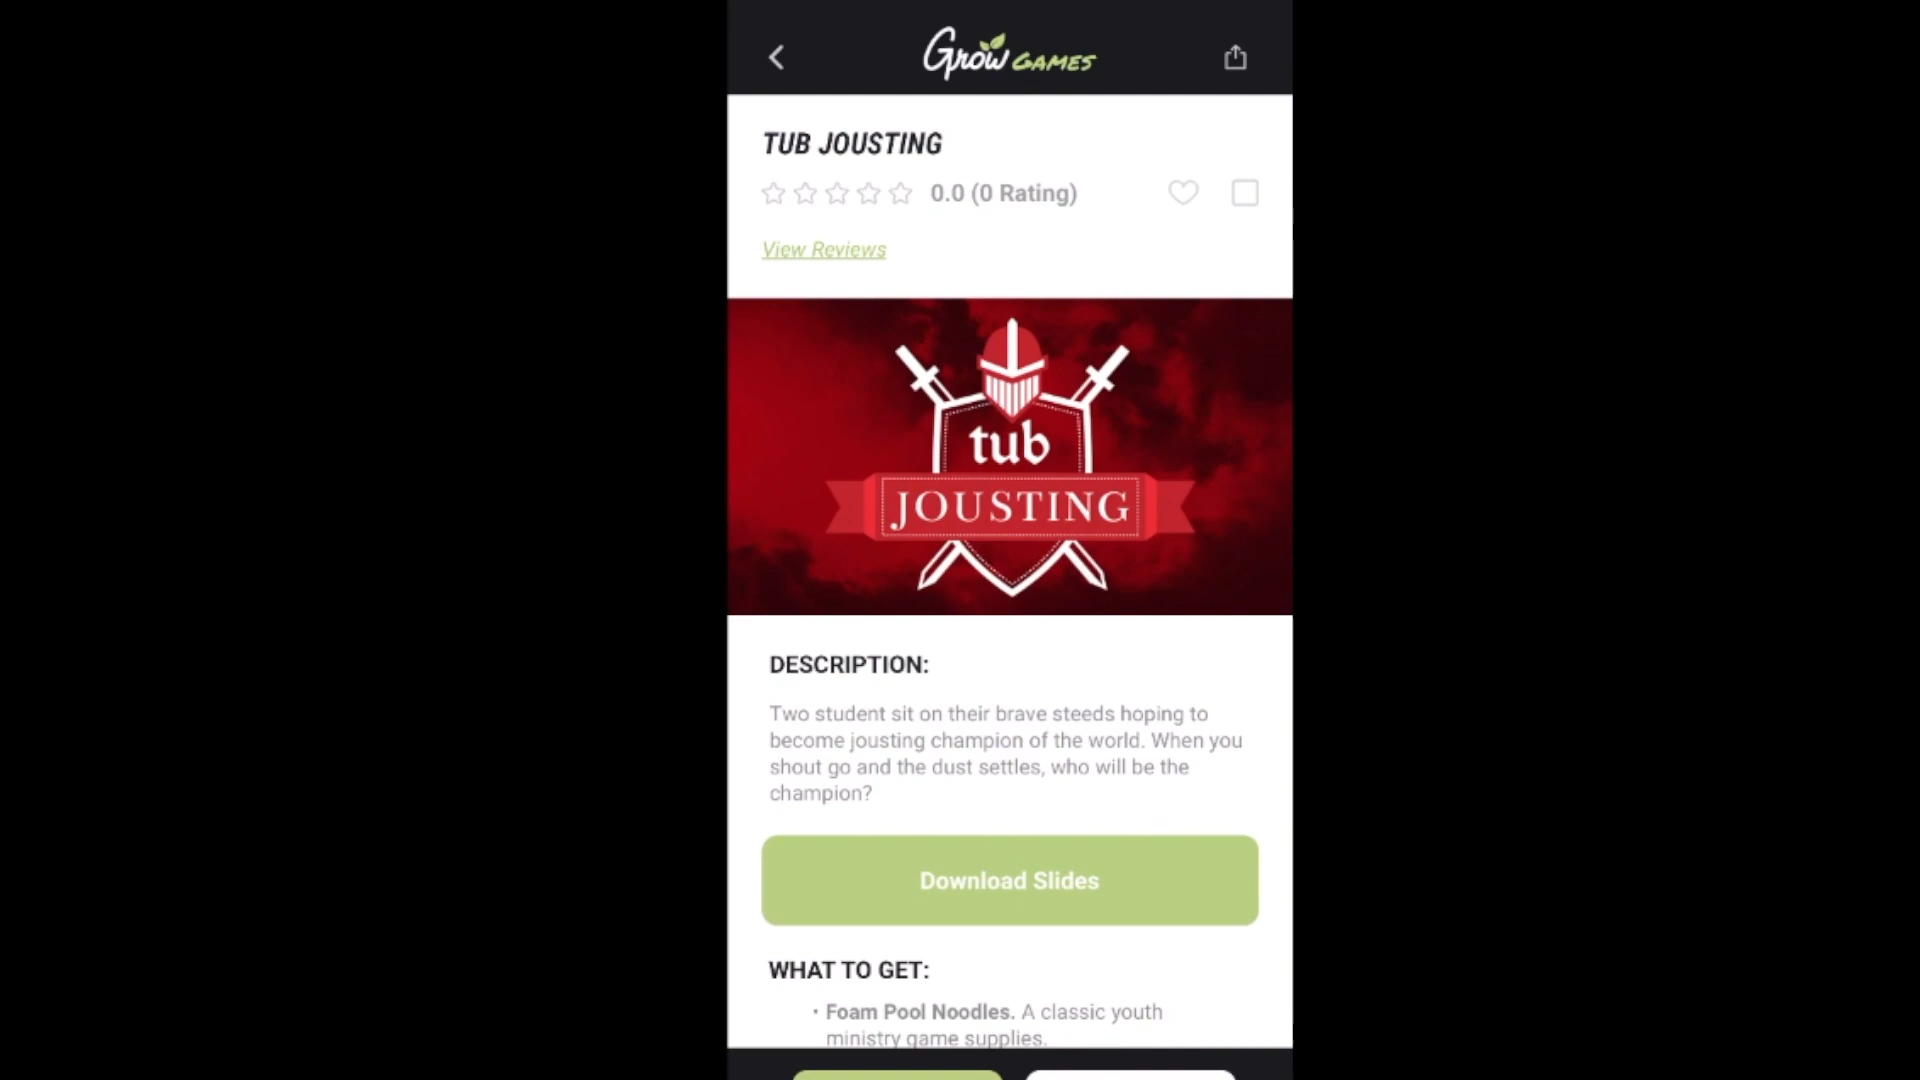 Grow GAMES
TUB JOUSTING
0.0 (0 Rating)
View Reviews
tub
JOUSTING
DESCRIPTION:
Two student sit on their brave steeds hoping to
become jousting champion of the world. When you
shout go and the dust settles, who will be the
champion?
Download Slides
WHAT TO GET:
· Foam Pool Noodles. A classic youth
ministry game supplies.